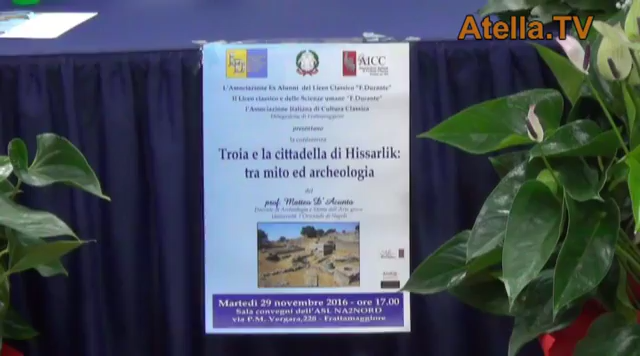 Atella.TV
AICC
L'Associazione Ex Alunni del Liceo Classico "F.Durante"
Il Liceo classico e delle Scienze umane "F.Durante"
l'Associazione Italiana di Cultura Classica
Delegazione di Frattamaggiore
presentano
la conferenza
Troia e la cittadella di Hissarlik:
tra mito ed archeologia
del
prof. Matteo D'Acunto
Docente di Archeologia e Storia dell'Arte greca
Università L'Orientale di Napoli
Martedì 29 novembre 2016 - ore 17.00
Sala convegni dell'ASL NA2NORD
via P.M. Vergara,228 - Frattamaggiore